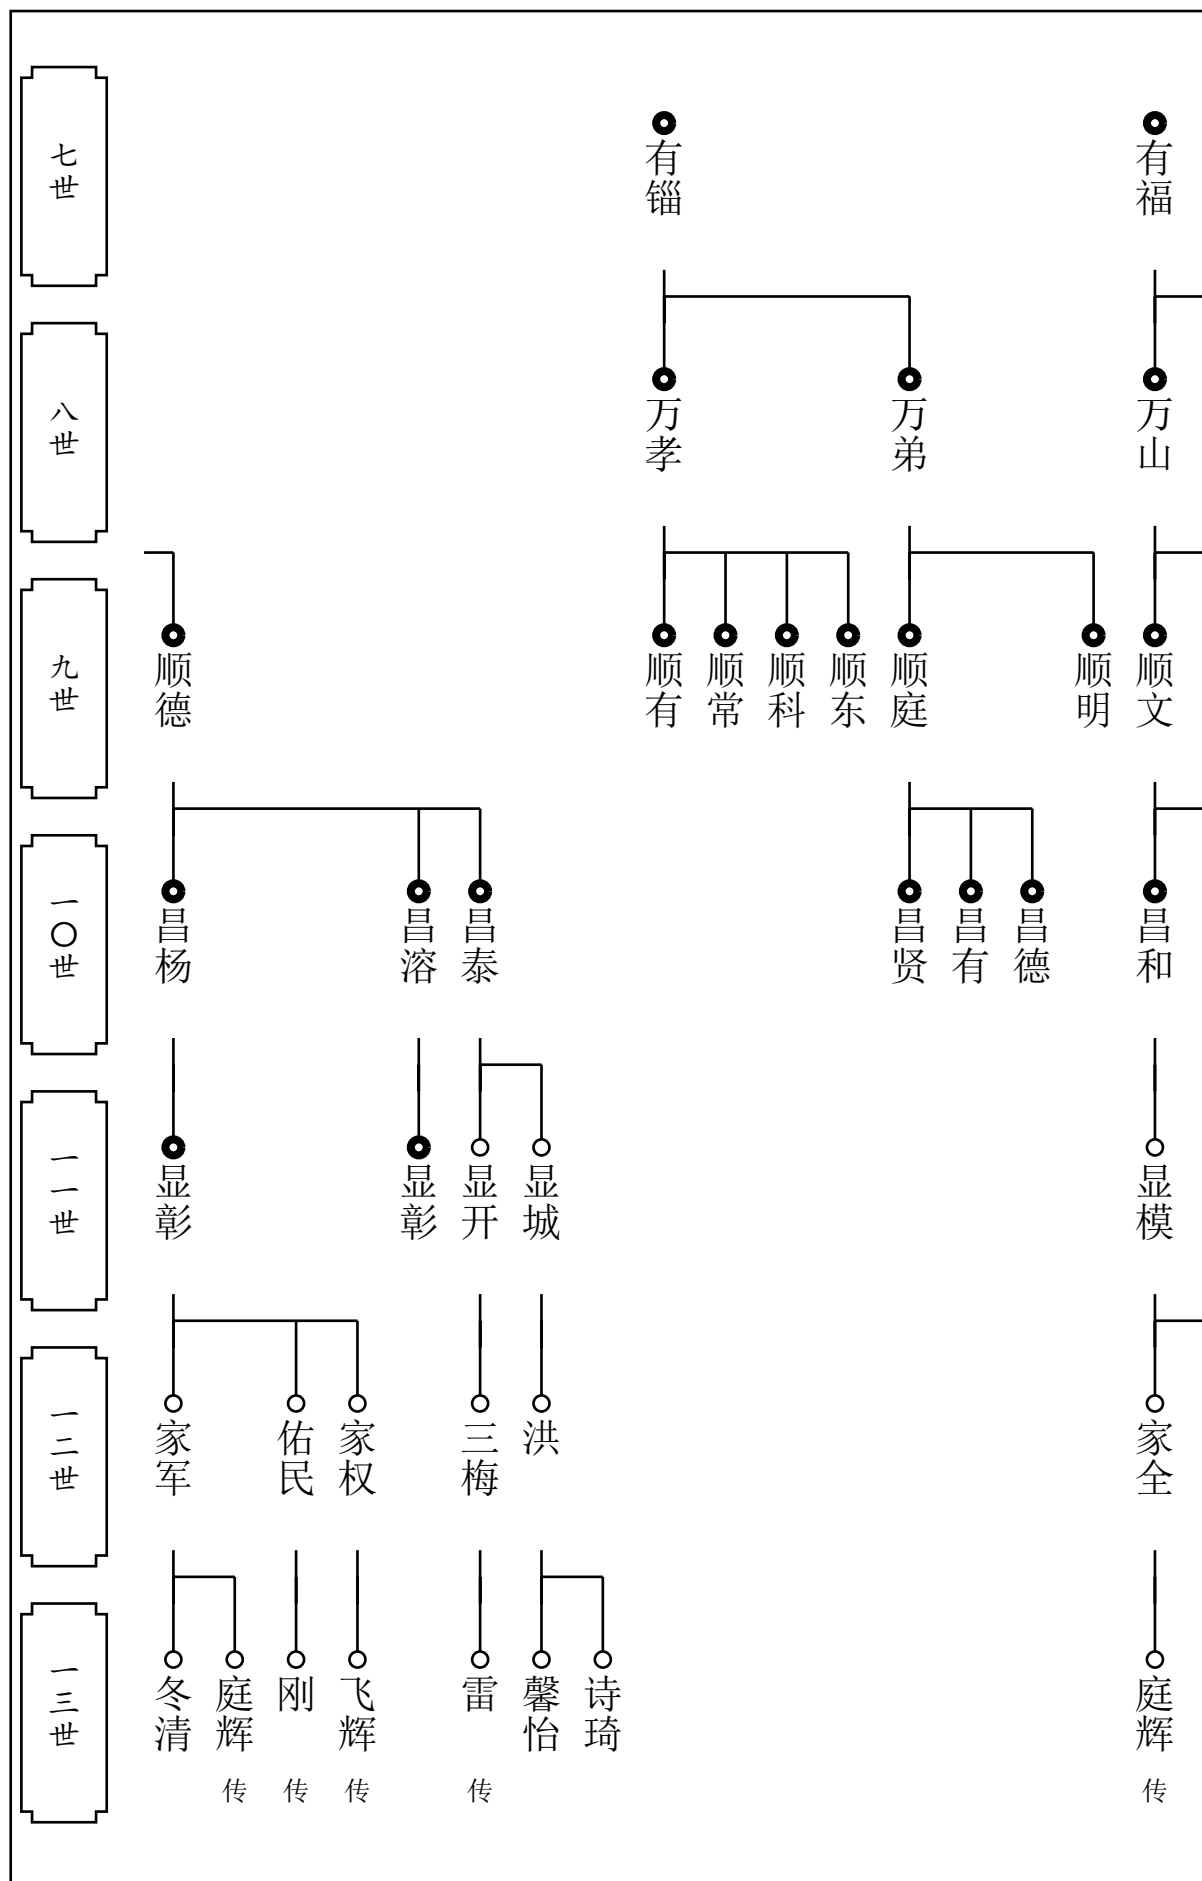 七世
有锱
有福
八世
万孝
万弟
万山
九世
顺德
顺有
顺常
顺科
顺东
顺庭
顺明
顺文
一〇世
昌杨
昌溶
昌泰
昌贤
昌有
昌德
昌和
一一世
显彰
显彰
显开
显城
显模
一二世
家军
佑民
家权
三梅
洪
家全
一三世
冬清
庭辉
刚
飞辉
雷
馨怡
诗琦
庭辉
传
传
传
传
传